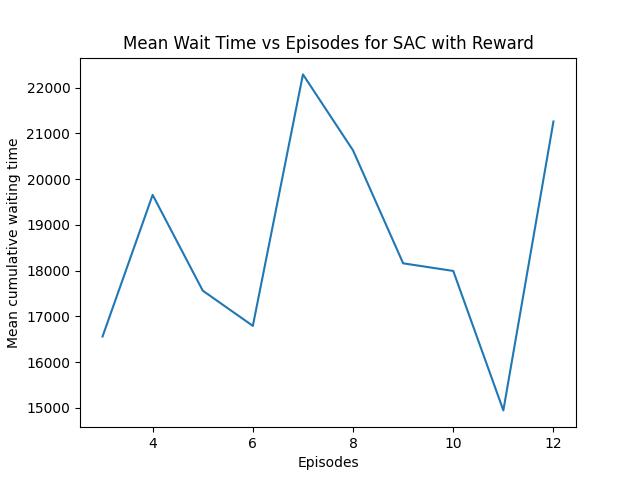 Mean Wait Time vs Episodes for SAC with Reward
Mean cumulative waiting time
22000
21000
20000
19000
18000
17000
16000
15000
4 6 8 10 12
Episodes